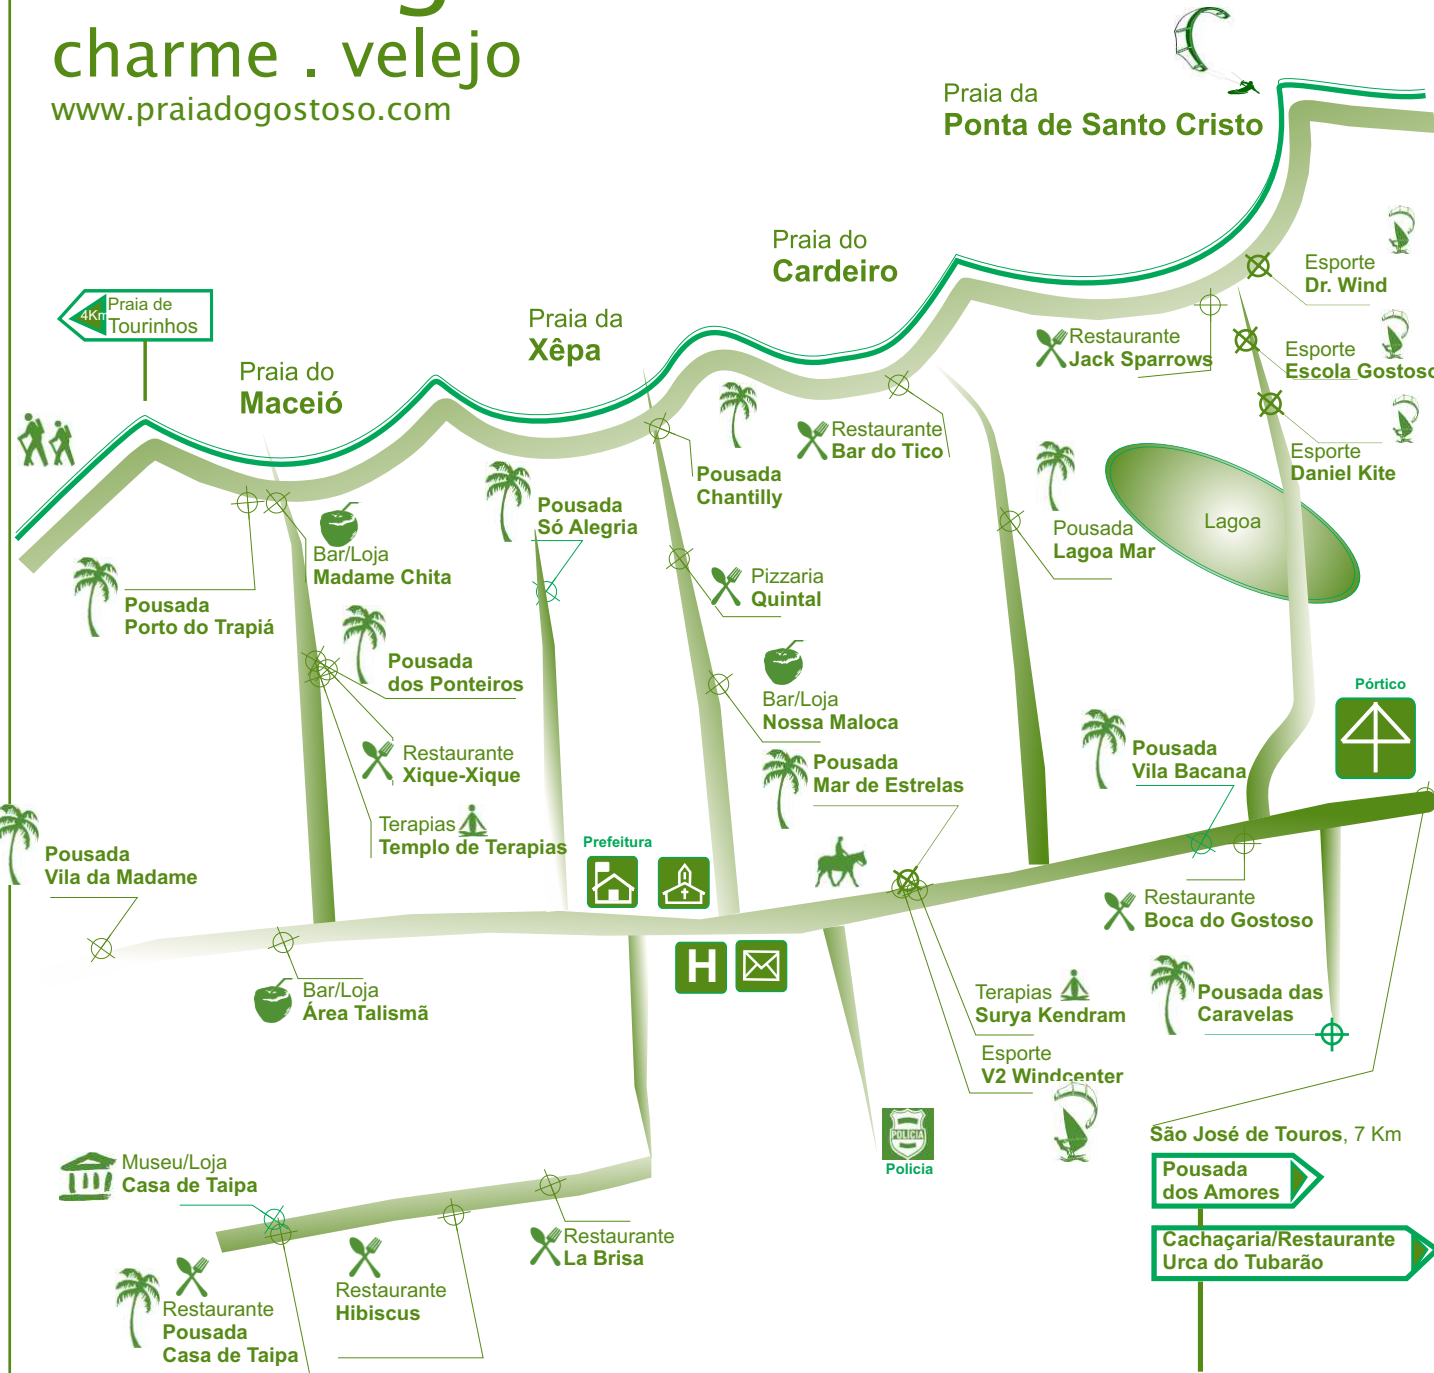 charme . velejo
www.praiadogostoso.com
Praia da
Ponta de Santo Cristo
Praia do
Cardeiro
Praia da
Xêpa
Praia do
Maceió
4Km
Praia de
Tourinhos
Esporte
Dr. Wind
Restaurante
Jack Sparrows
Esporte
Escola Gostoso
Esporte
Daniel Kite
Lagoa
Restaurante
Bar do Tico
Pousada
Chantilly
Pousada
Só Alegria
Pousada
Lagoa Mar
Bar/Loja
Madame Chita
Pizzaria
Quintal
Pousada
Porto do Trapiá
Pousada
dos Ponteiros
Bar/Loja
Nossa Maloca
Pórtico
Restaurante
Xique-Xique
Pousada
Mar de Estrelas
Pousada
Vila Bacana
Terapias
Templo de Terapias
Prefeitura
Pousada
Vila da Madame
Restaurante
Boca do Gostoso
H
Bar/Loja
Área Talismã
Terapias
Surya Kendram
Pousada das
Caravelas
Esporte
V2 Windcenter
POLICIA
Policia
São José de Touros, 7 Km
Pousada
dos Amores
Cachaçaria/Restaurante
Urca do Tubarão
Museu/Loja
Casa de Taipa
Restaurante
La Brisa
Restaurante
Hibiscus
Restaurante
Pousada
Casa de Taipa